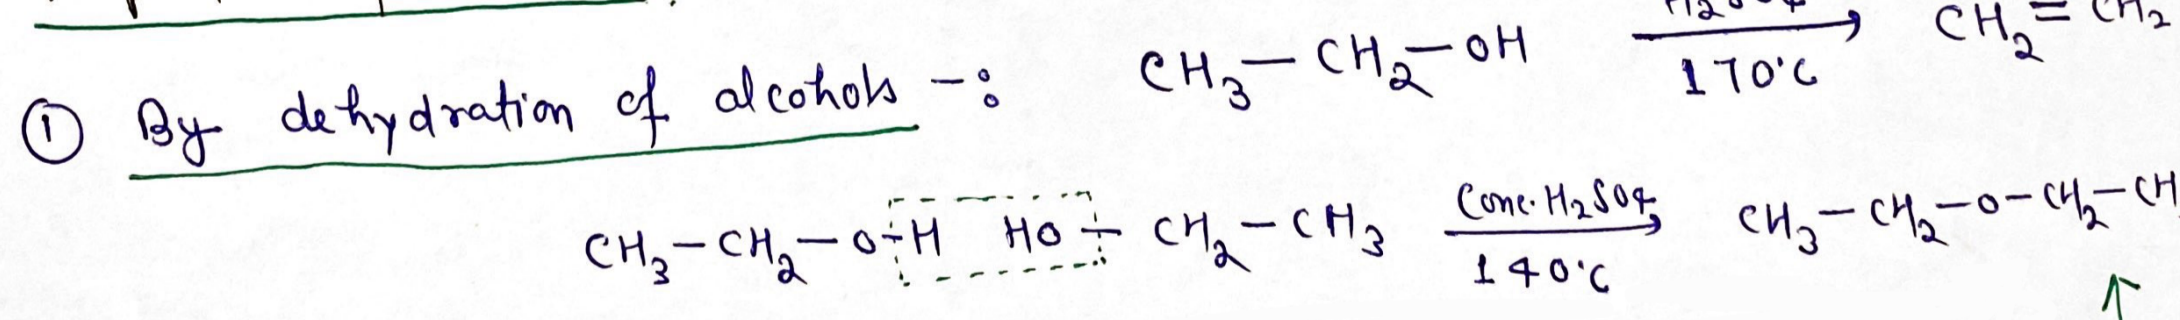 ① By dehydration of alcohols -: CH₃ - CH₂ - OH H₂SO₄ → 170°C CH₂ = CH₂
CH₃ - CH₂ - O - H HO - CH₂ - CH₃ Conc. H₂SO₄ → 140°C CH₃ - CH₂ - O - CH₂ - CH